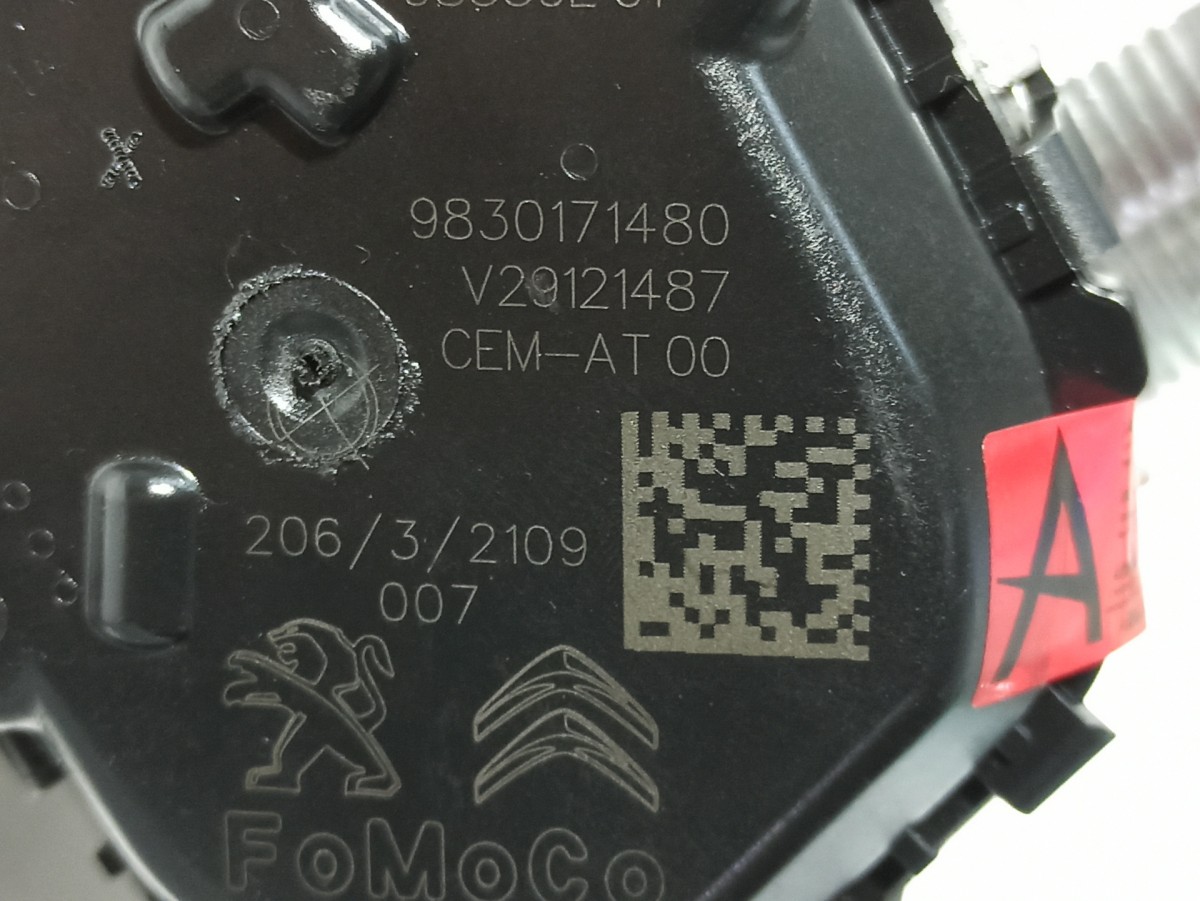 X
9830171480
V29121487
CEM-AT 00
206/3/2109
007
A
FoMoCo